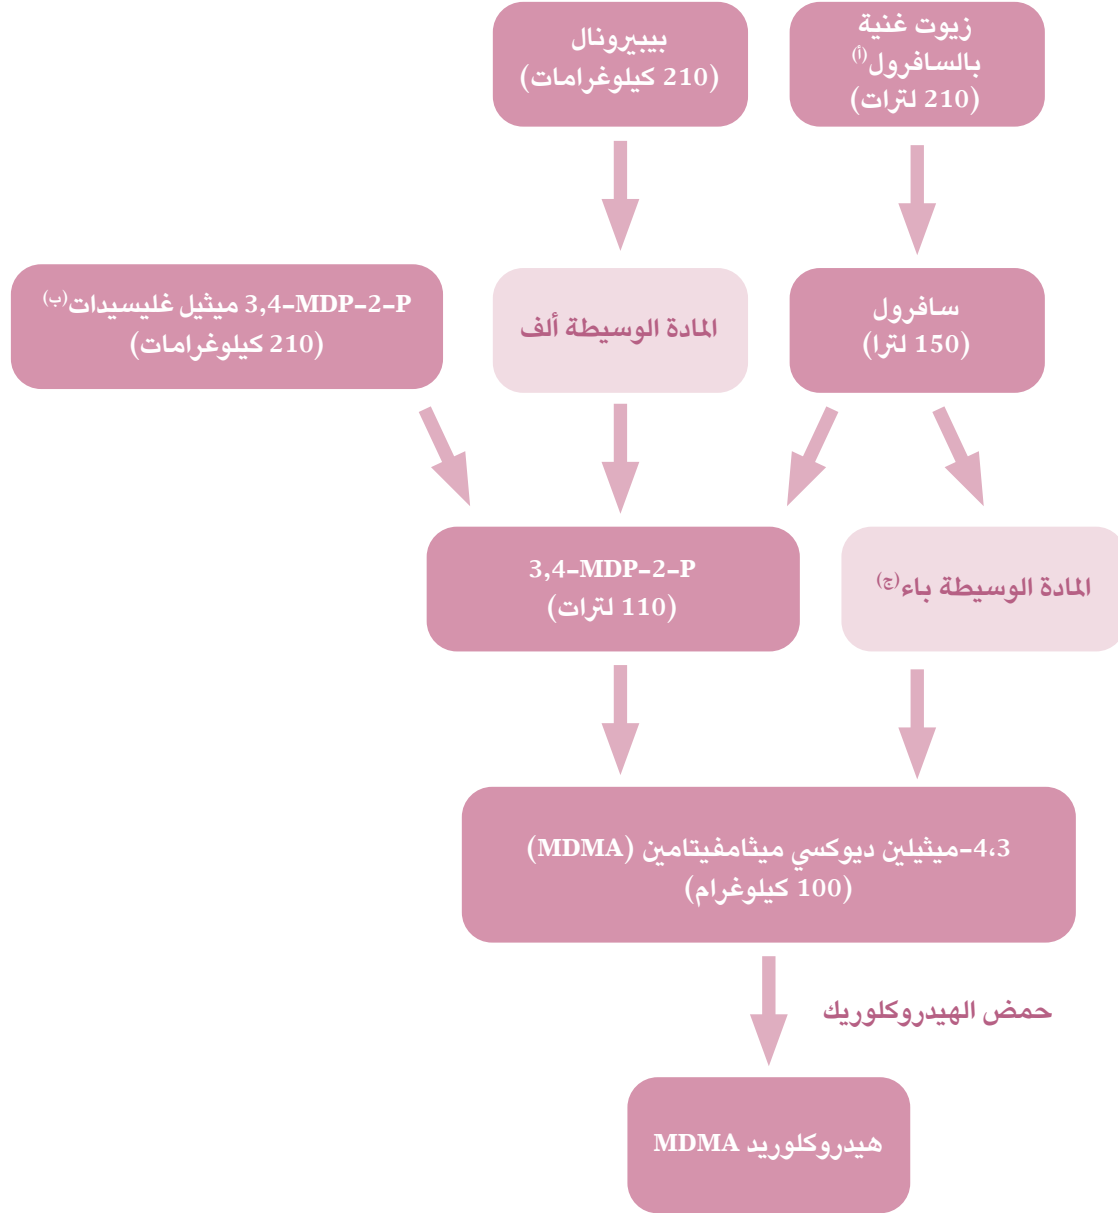 زيوت غنية
بالسافرول(أ)
(210 لترات)
بيبيرونال
(210 كيلوغرامات)
سافرول
(150 لترا)
المادة الوسيطة ألف
3,4-MDP-2-P ميثيل غليسيدات(ب)
(210 كيلوغرامات)
المادة الوسيطة باء(ج)
3,4-MDP-2-P
(110 لترات)
4،3-ميثيلين ديوكسي ميثامفيتامين (MDMA)
(100 كيلوغرام)
حمض الهيدروكلوريك
هيدروكلوريد MDMA